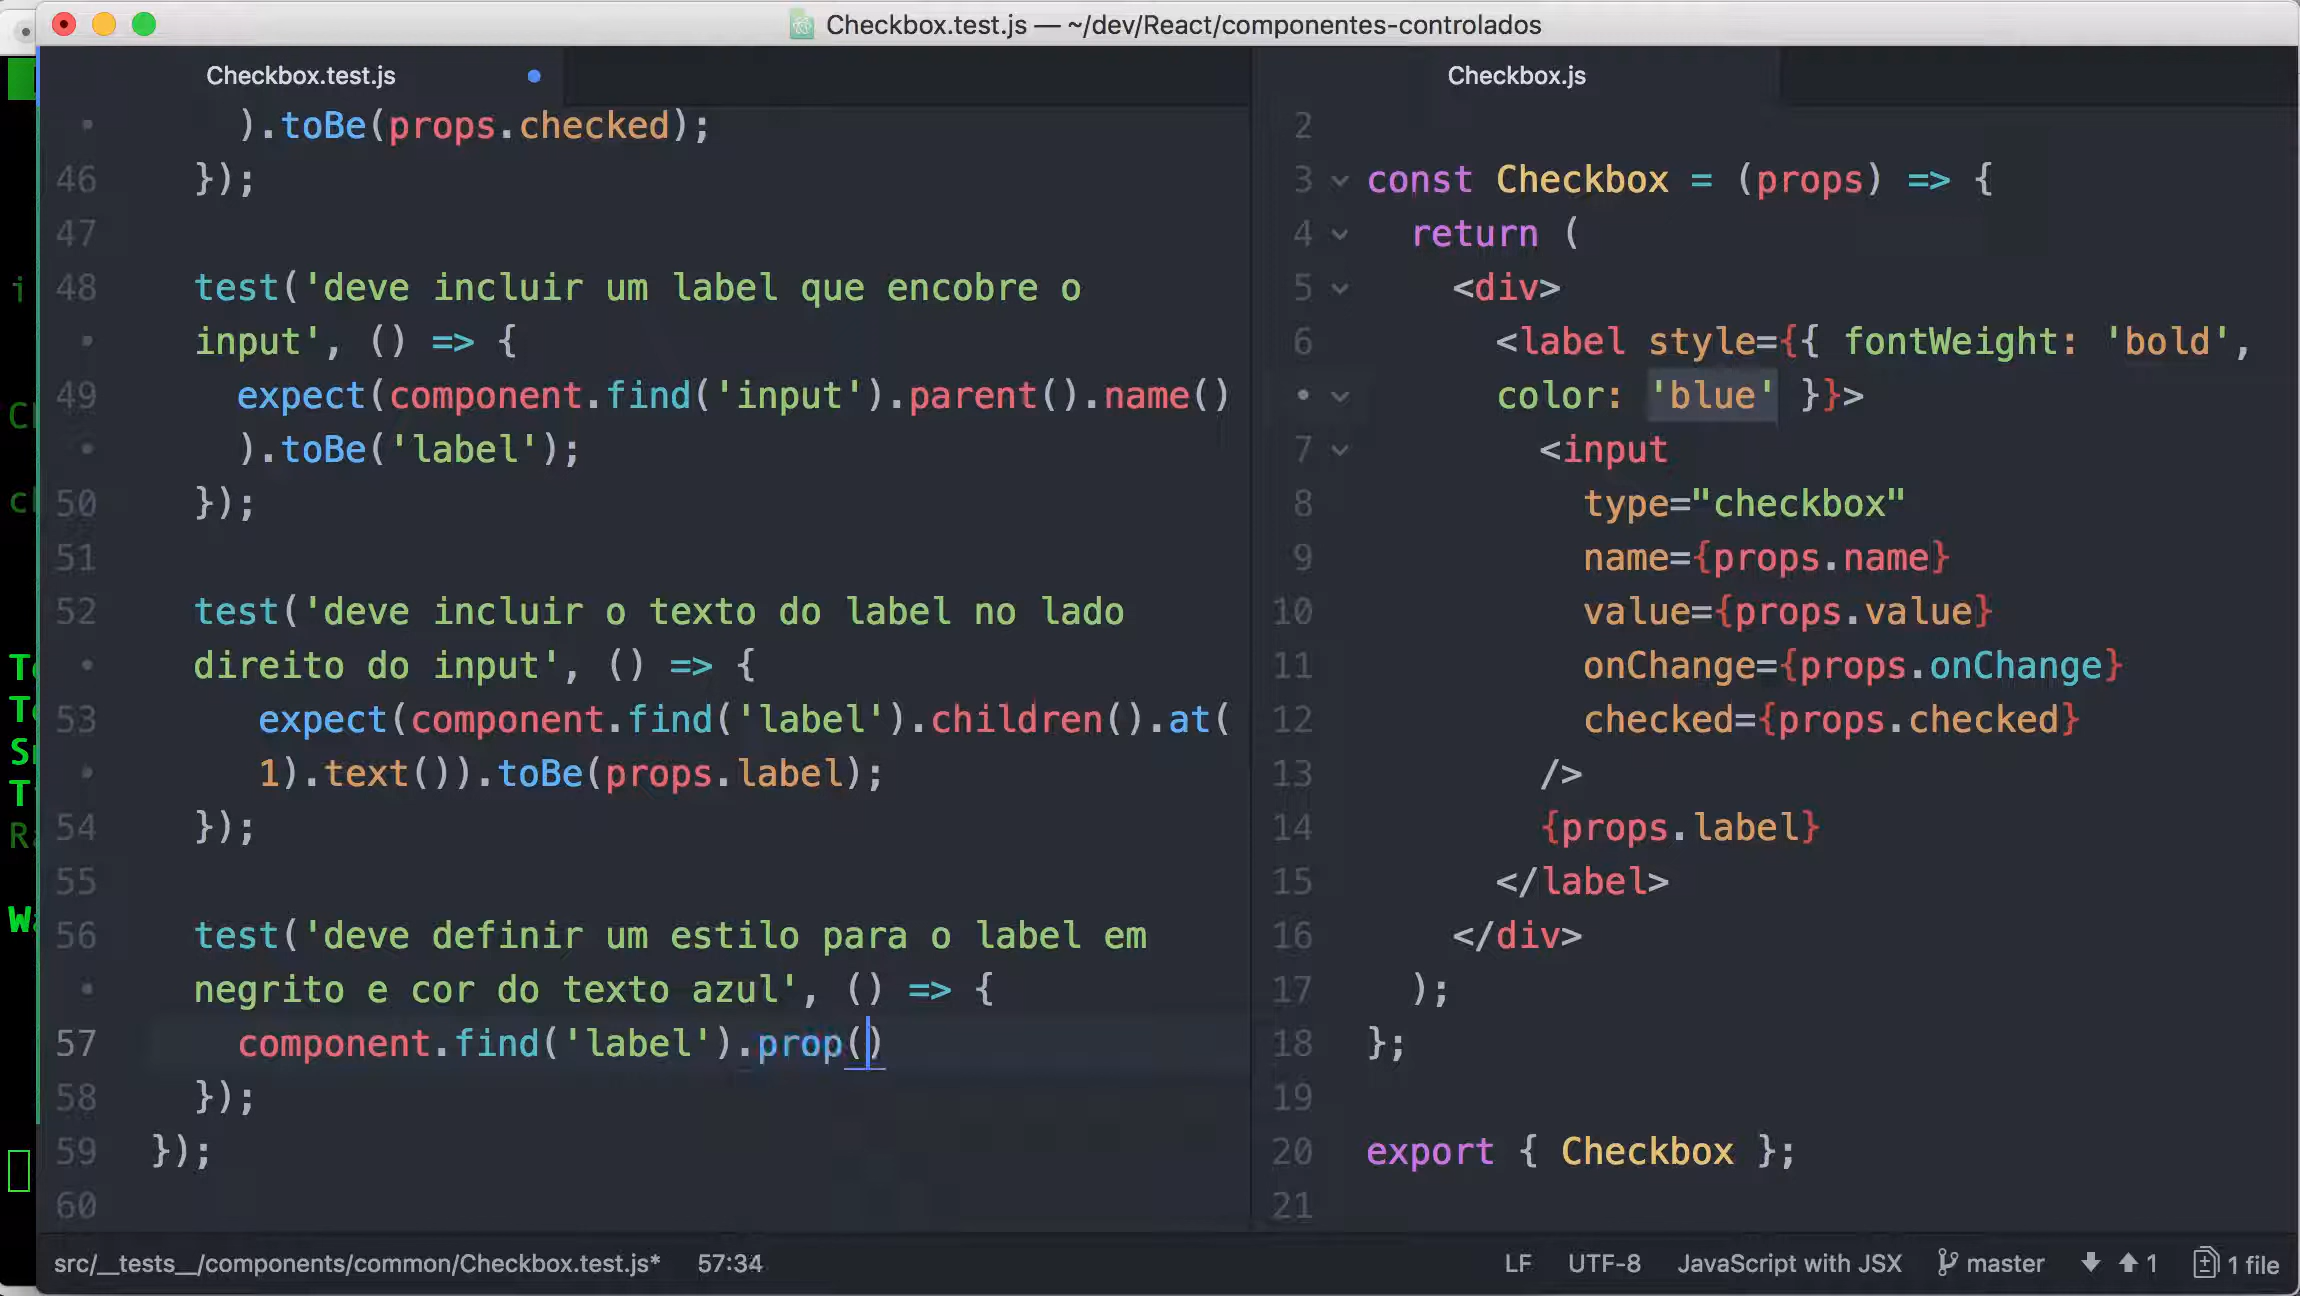 Checkbox.test.js — ~/dev/React/componentes-controlados
Checkbox.test.js
).toBe(props.checked);
46 });
47
48 test('deve incluir um label que encobre o
input', () => {
49 expect(component.find('input').parent().name()
).toBe('label');
50 });
51
52 test('deve incluir o texto do label no lado
direito do input', () => {
53 expect(component.find('label').children().at(
1).text()).toBe(props.label);
54 });
55
56 test('deve definir um estilo para o label em
negrito e cor do texto azul', () => {
57 component.find('label').prop()
58 });
59 });
60
Checkbox.js
2
3 const Checkbox = (props) => {
4 return (
5 <div>
6 <label style={{ fontWeight: 'bold',
color: 'blue' }}>
7 <input
8 type="checkbox"
9 name={props.name}
10 value={props.value}
11 onChange={props.onChange}
12 checked={props.checked}
13 />
14 {props.label}
15 </label>
16 </div>
17 );
18 };
19
20 export { Checkbox };
21
src/__tests__/components/common/Checkbox.test.js* 57:34
LF UTF-8 JavaScript with JSX master 1 1 file